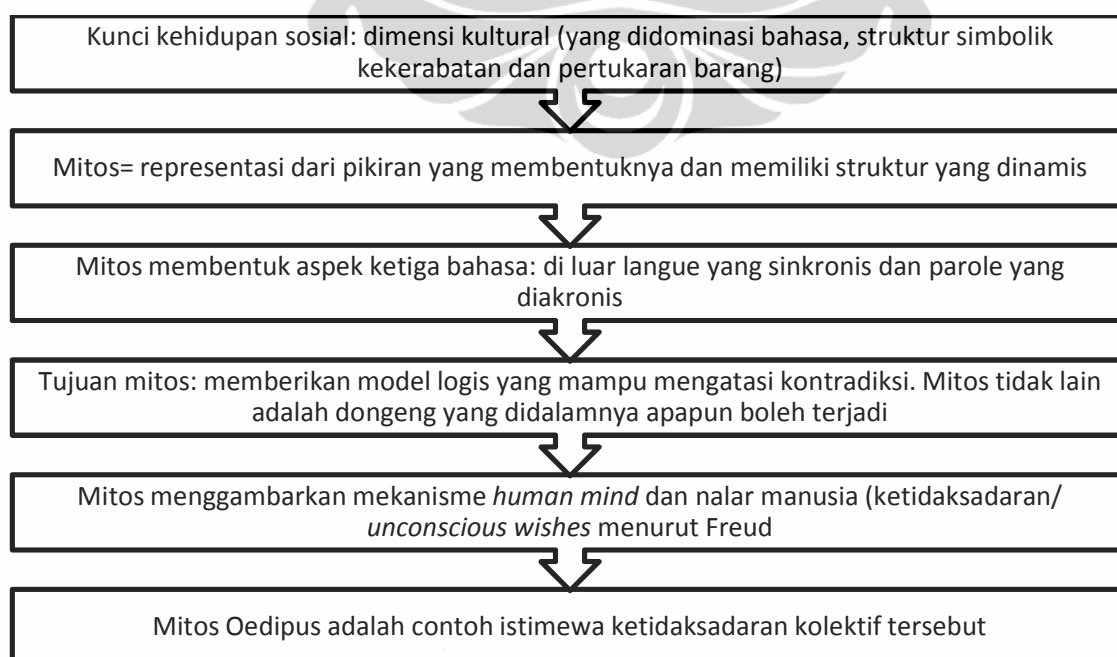 Kunci kehidupan sosial: dimensi kultural (yang didominasi bahasa, struktur simbolik
kekerabatan dan pertukaran barang)
Mitos= representasi dari pikiran yang membentuknya dan memiliki struktur yang dinamis
Mitos membentuk aspek ketiga bahasa: di luar langue yang sinkronis dan parole yang
diakronis
Tujuan mitos: memberikan model logis yang mampu mengatasi kontradiksi. Mitos tidak lain
adalah dongeng yang didalamnya apapun boleh terjadi
Mitos menggambarkan mekanisme human mind dan nalar manusia (ketidaksadaran/
unconscious wishes menurut Freud
Mitos Oedipus adalah contoh istimewa ketidaksadaran kolektif tersebut